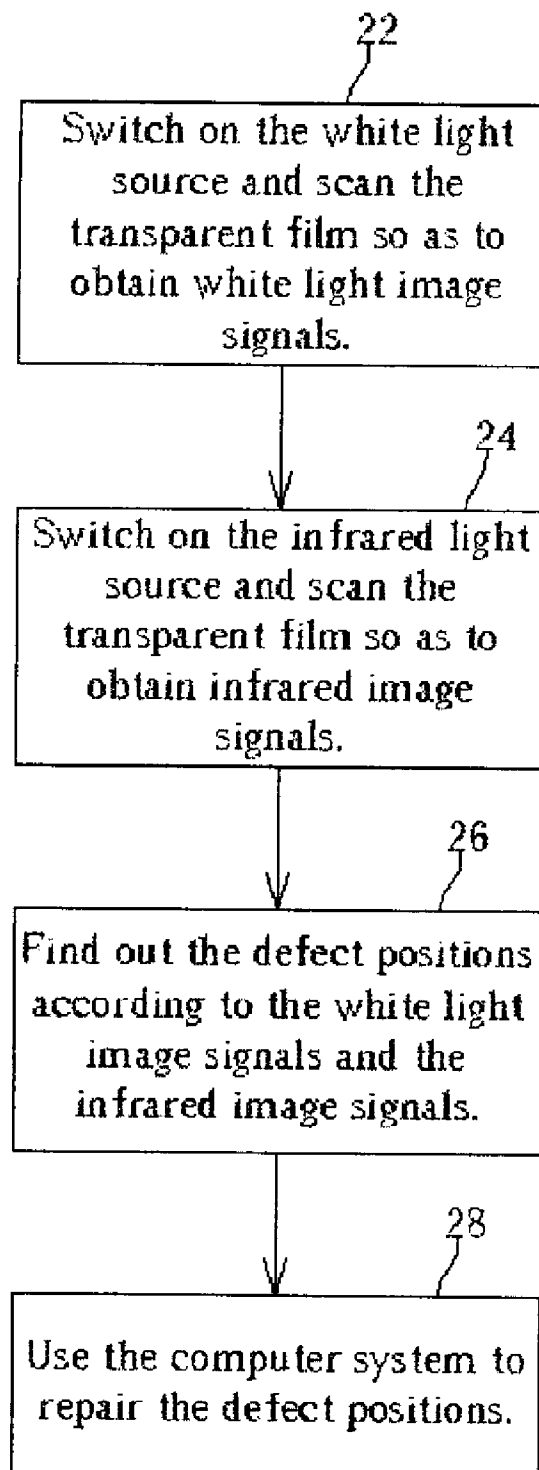 22
Switch on the white light
source and scan the
transparent film so as to
obtain white light image
signals.
24
Switch on the infrared light
source and scan the
transparent film so as to
obtain infrared image
signals.
26
Find out the defect positions
according to the white light
image signals and the
infrared image signals.
28
Use the computer system to
repair the defect positions.